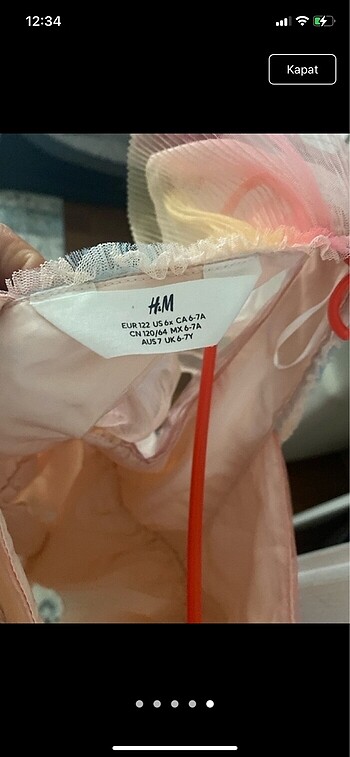 12:34
Kapat
H&M
EUR 122 US 6x CA 6-7A
CN 120/64 MX 6-7A
AUS 7 UK 6-7Y